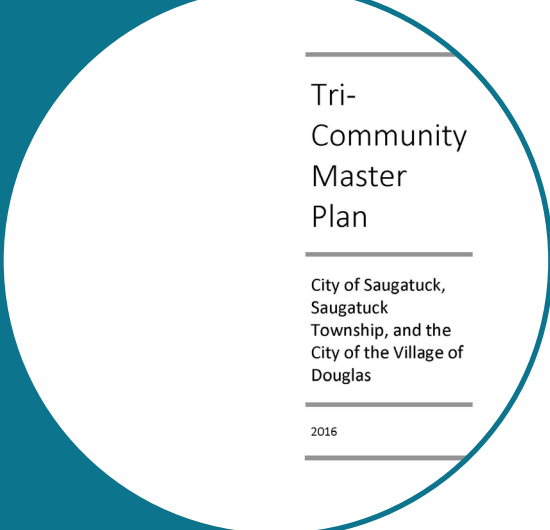 Tri-
Community
Master
Plan
City of Saugatuck,
Saugatuck
Township, and the
City of the Village of
Douglas
2016